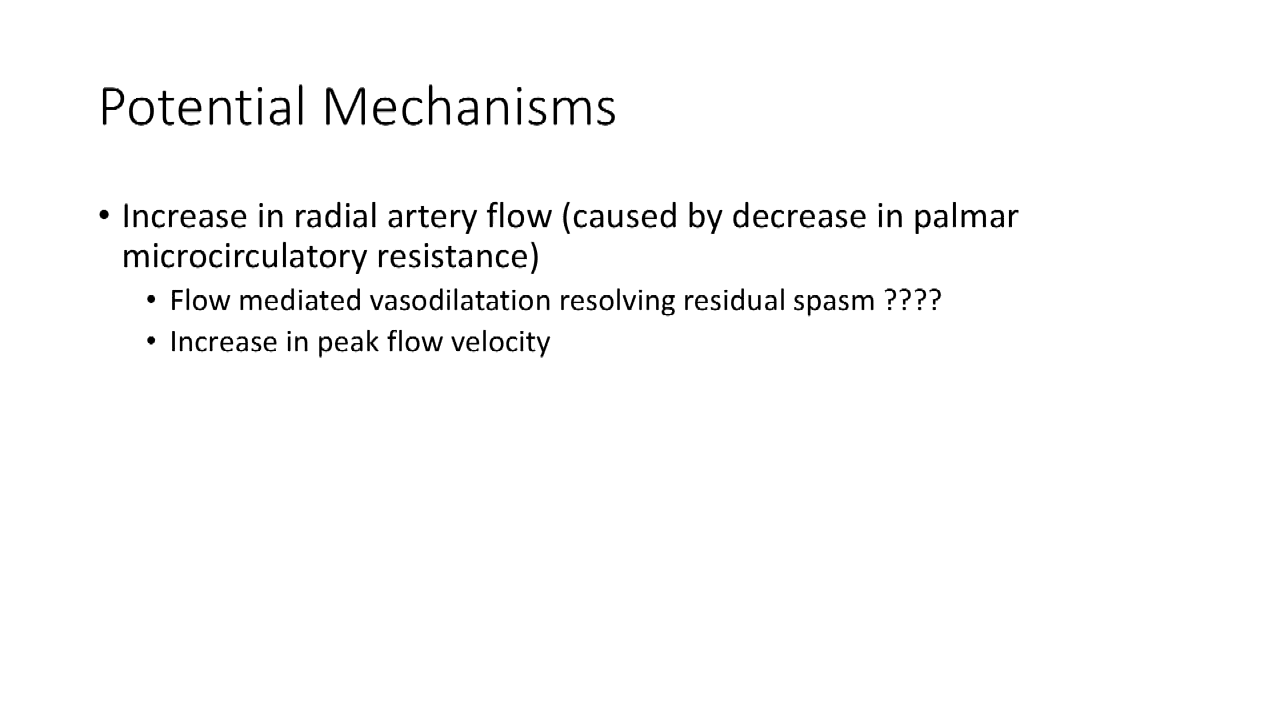 Potential Mechanisms
• Increase in radial artery flow (caused by decrease in palmar
microcirculatory resistance)
• Flow mediated vasodilatation resolving residual spasm ????
• Increase in peak flow velocity